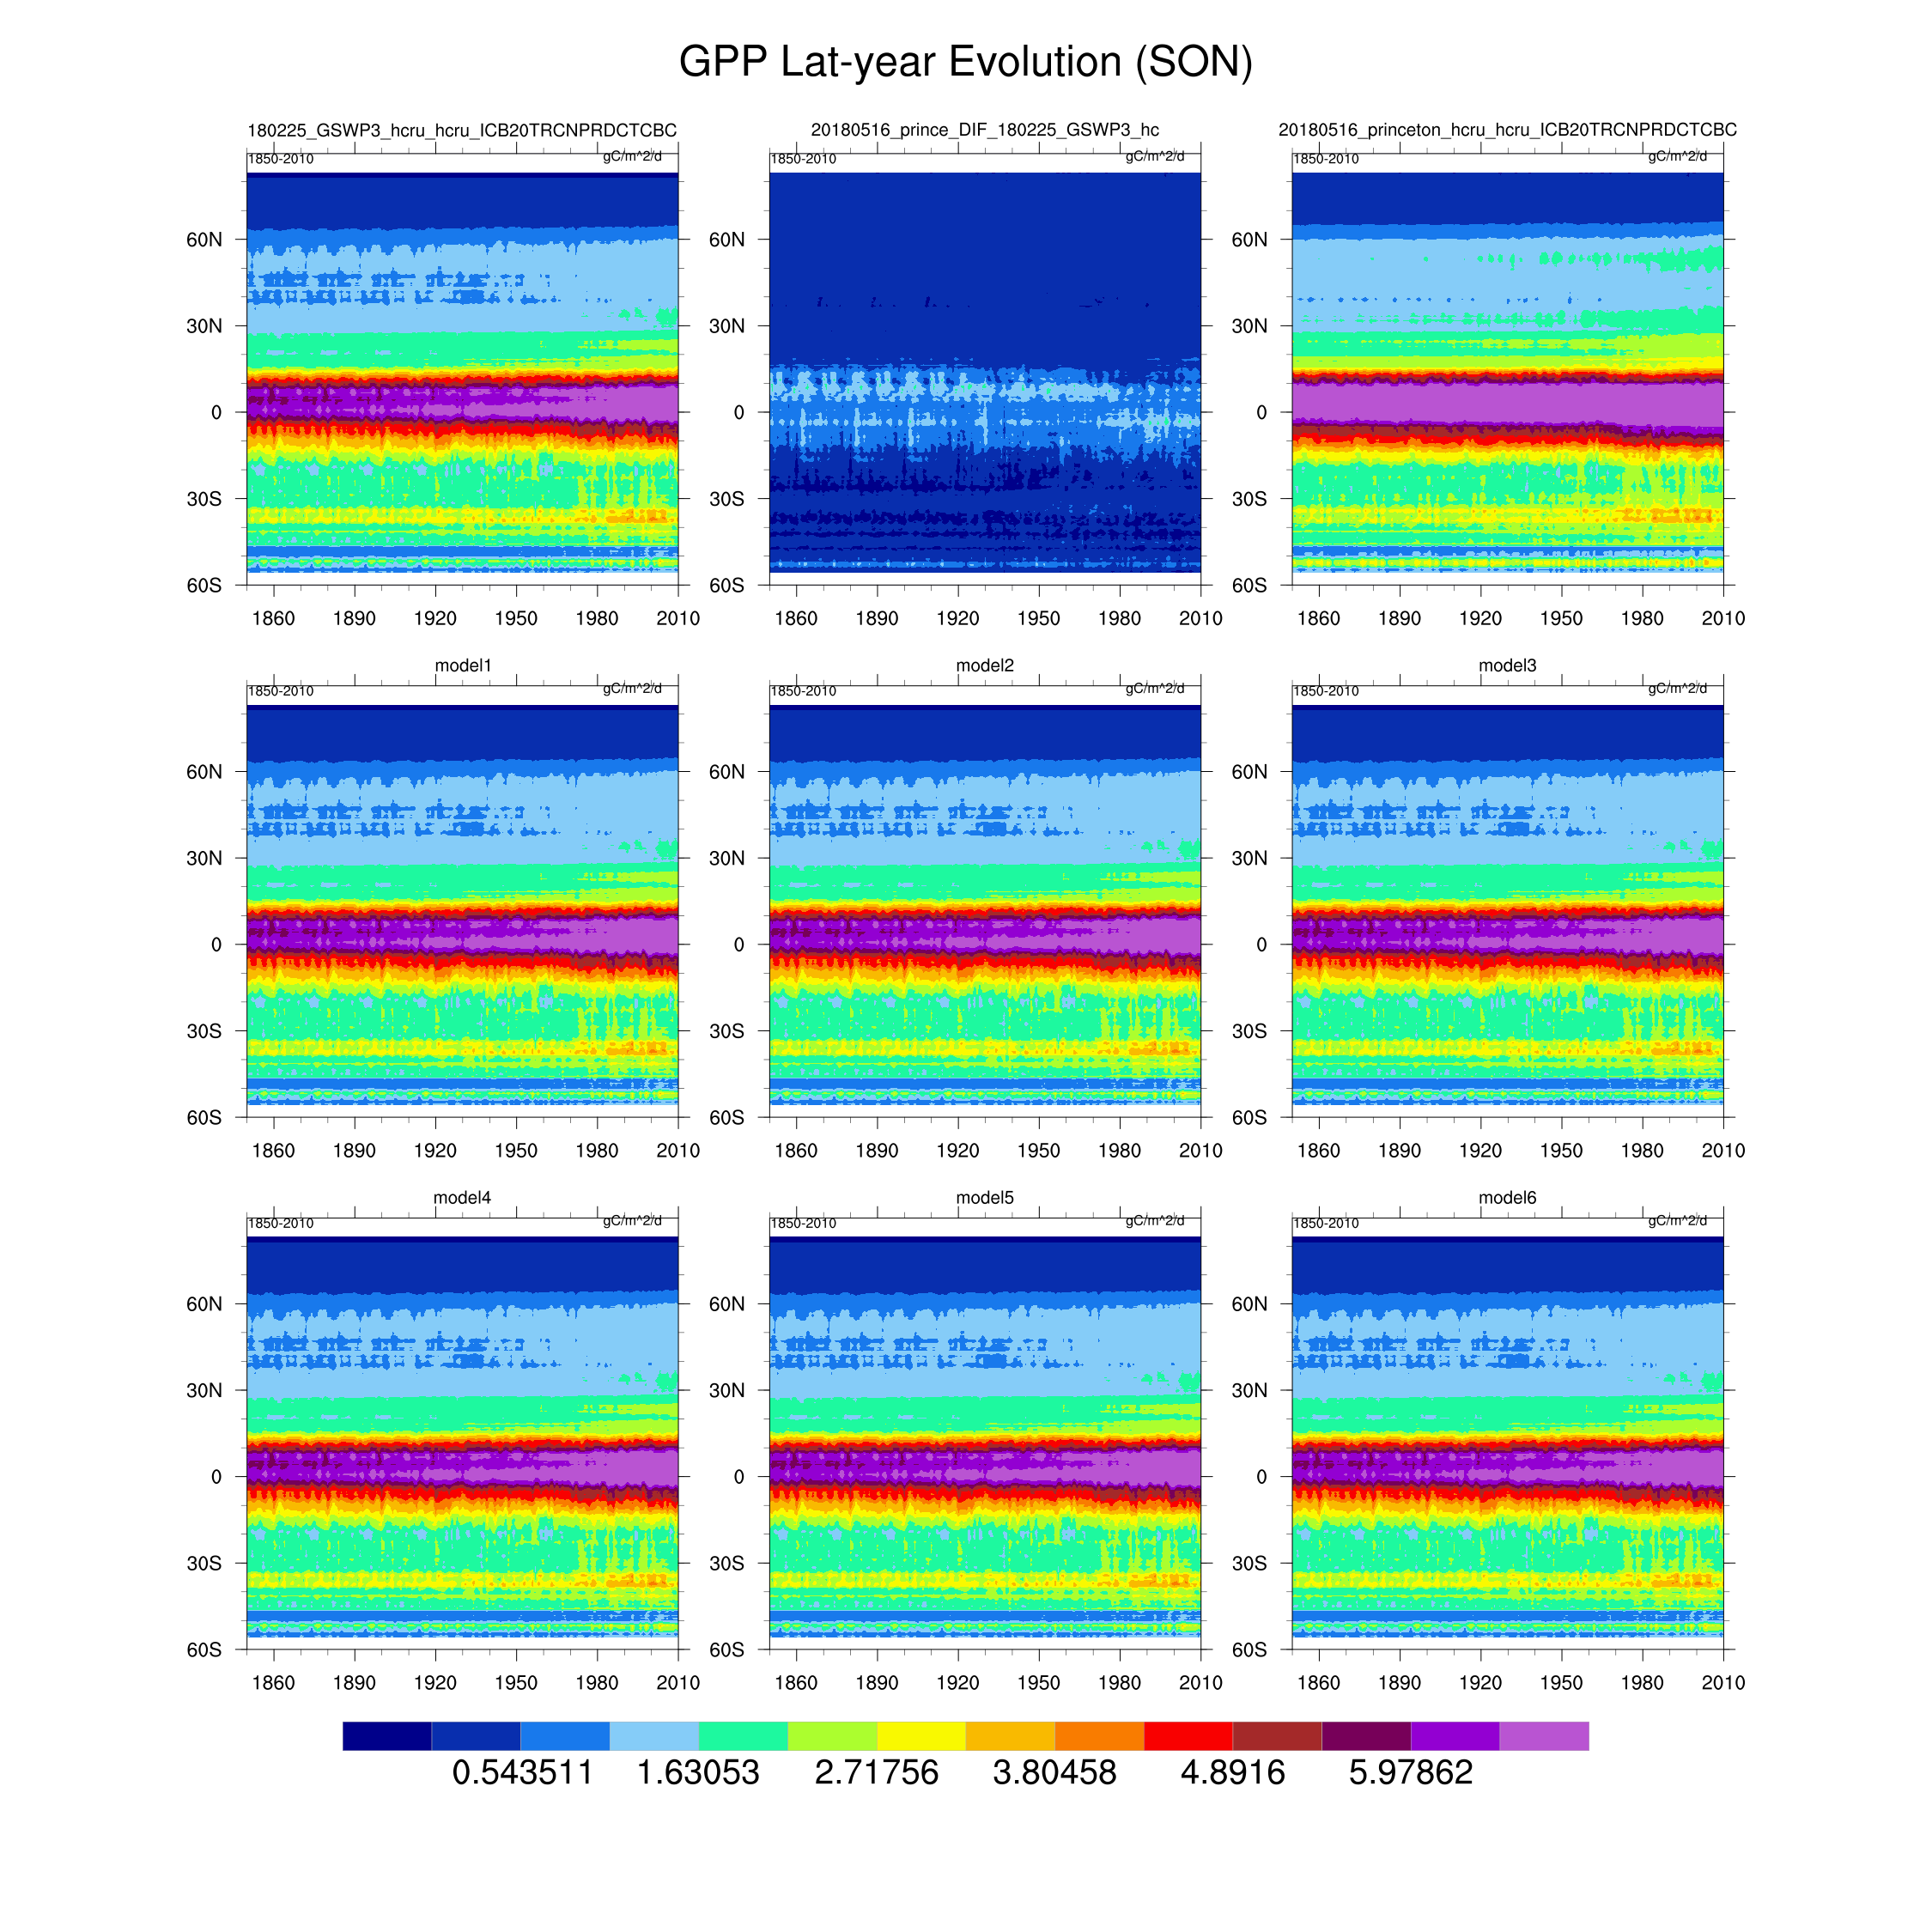 GPP Lat-year Evolution (SON)
180225_GSWP3_hcru_hcru_ICB20TRCNPRDCTCBC 20180516_prince_DIF_180225_GSWP3_hc 20180516_princeton_hcru_hcru_ICB20TRCNPRDCTCBC
1850-2010 gC/m^2/d 1850-2010 gC/m^2/d 1850-2010 gC/m^2/d
60N 60N 60N
30N 30N 30N
0 0 0
30S 30S 30S
60S 60S 60S
1860 1890 1920 1950 1980 2010 1860 1890 1920 1950 1980 2010 1860 1890 1920 1950 1980 2010
model1 model2 model3
1850-2010 gC/m^2/d 1850-2010 gC/m^2/d 1850-2010 gC/m^2/d
60N 60N 60N
30N 30N 30N
0 0 0
30S 30S 30S
60S 60S 60S
1860 1890 1920 1950 1980 2010 1860 1890 1920 1950 1980 2010 1860 1890 1920 1950 1980 2010
model4 model5 model6
1850-2010 gC/m^2/d 1850-2010 gC/m^2/d 1850-2010 gC/m^2/d
60N 60N 60N
30N 30N 30N
0 0 0
30S 30S 30S
60S 60S 60S
1860 1890 1920 1950 1980 2010 1860 1890 1920 1950 1980 2010 1860 1890 1920 1950 1980 2010
0.543511 1.63053 2.71756 3.80458 4.8916 5.97862